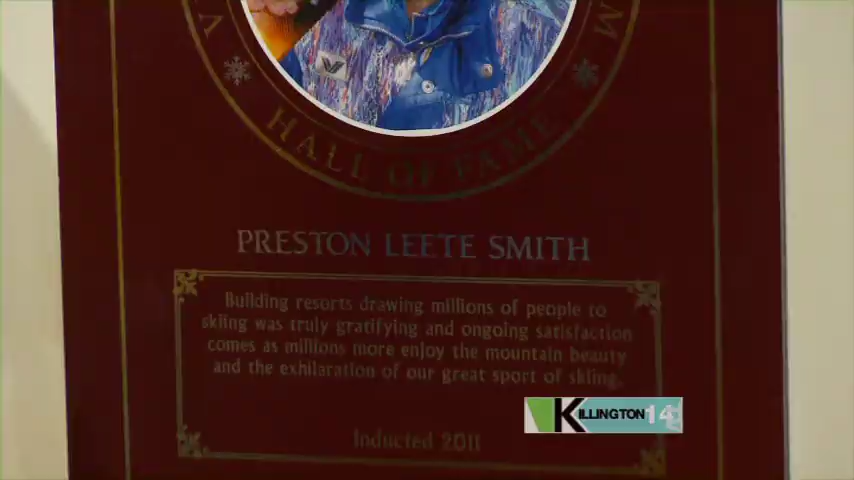 HALL OF FAME
PRESTON LEETE SMITH
Building resorts drawing millions of people to
skiing was truly gratifying and ongoing satisfaction
comes as millions more enjoy the mountain beauty
and the exhilaration of our great sport of skiing.
KILLINGTON 14
Inducted 2011